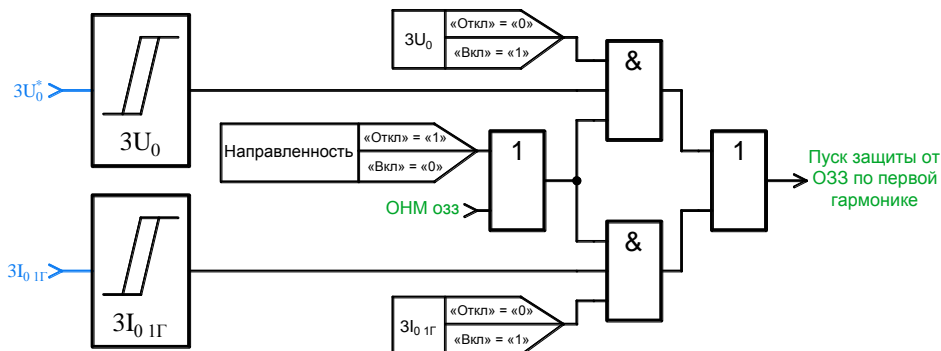 3U₀*
3U₀
3U₀
«Откл» = «0»
«Вкл» = «1»
&
Направленность
«Откл» = «1»
«Вкл» = «0»
1
ОНМ озз
1
Пуск защиты от
ОЗЗ по первой
гармонике
3I₀ ₁Г
3I₀ ₁Г
&
3I₀ ₁Г
«Откл» = «0»
«Вкл» = «1»